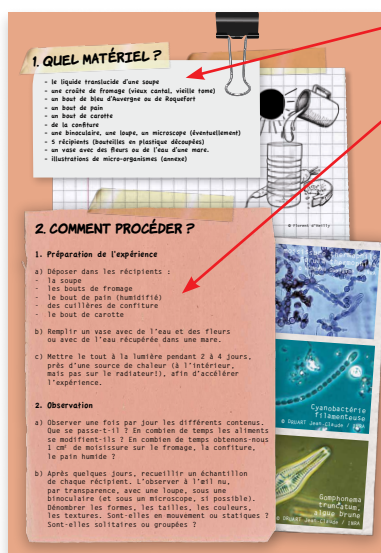 1. QUEL MATÉRIEL ?
- le liquide translucide d'une soupe
- une croûte de fromage (vieux cantal, vieille tome)
- un bout de bleu d'Auvergne ou de Roquefort
- un bout de pain
- un bout de carotte
- de la confiture
- une binoculaire, une loupe, un microscope (éventuellement)
- 5 récipients (bouteilles en plastique découpées)
- un vase avec des fleurs ou de l'eau d'une mare.
- illustrations de micro-organismes (annexe)
© Florent d'Heilly
2. COMMENT PROCÉDER ?
1. Préparation de l'expérience
a) Déposer dans les récipients :
- la soupe
- les bouts de fromage
- le bout de pain (humidifié)
- des cuillères de confiture
- le bout de carotte
b) Remplir un vase avec de l'eau et des fleurs
ou avec de l'eau récupérée dans une mare.
c) Mettre le tout à la lumière pendant 2 à 4 jours,
près d'une source de chaleur (à l'intérieur,
mais pas sur le radiateur!), afin d'accélérer
l'expérience.
2. Observation
a) Observer une fois par jour les différents contenus.
Que se passe-t-il ? En combien de temps les aliments
se modifient-ils ? En combien de temps obtenons-nous
1 cm² de moisissure sur le fromage, la confiture,
le pain humide ?
b) Après quelques jours, recueillir un échantillon
de chaque récipient. L'observer à l'œil nu,
par transparence, avec une loupe, sous une
binoculaire (et sous un microscope, si possible).
Dénombrer les formes, les tailles, les couleurs,
les textures. Sont-elles en mouvement ou statiques ?
Sont-elles solitaires ou groupées ?
Cyanobactérie
filamenteuse
© DRUART Jean-Claude / INRA
Gomphonema
truncatum,
algue brune
© DRUART Jean-Claude / INRA